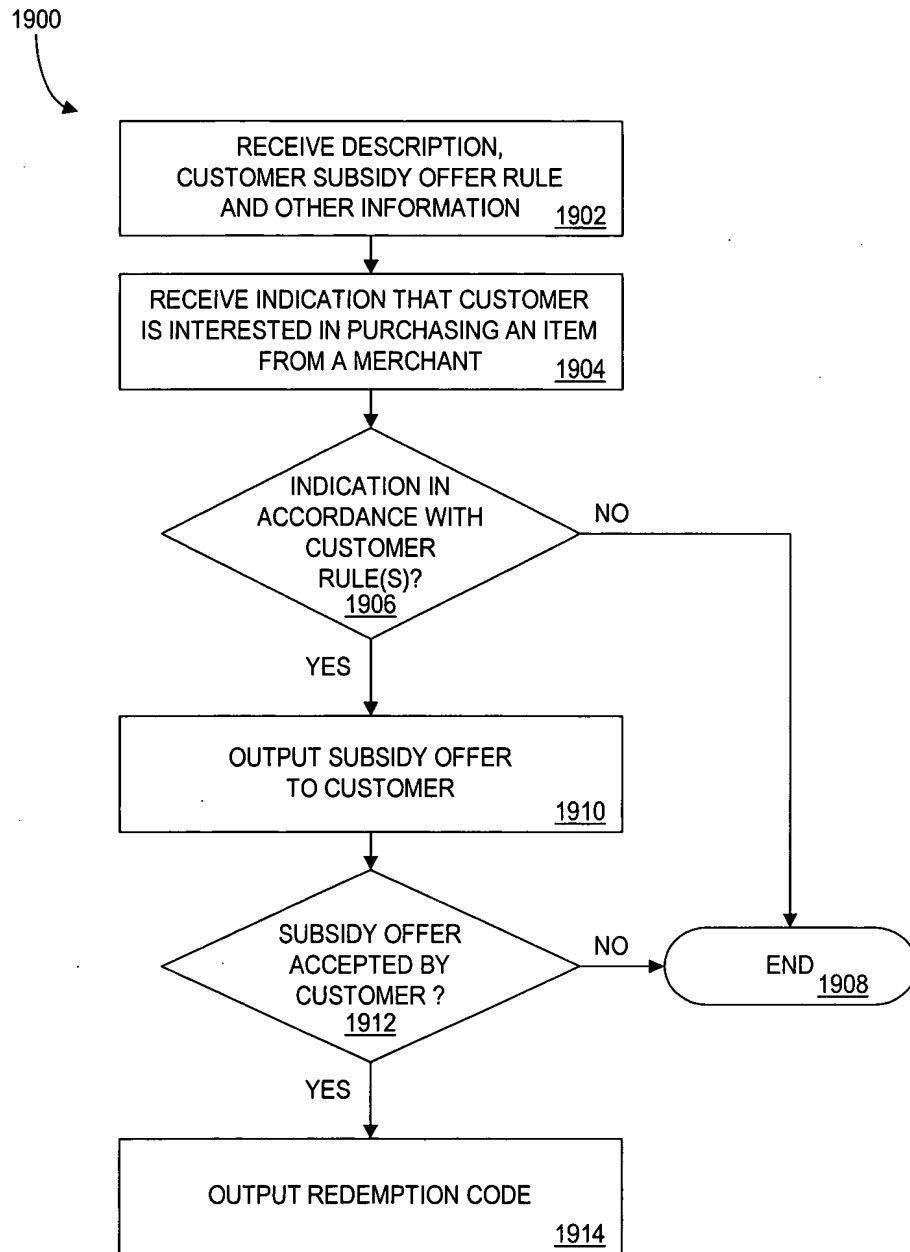 1900
RECEIVE DESCRIPTION,
CUSTOMER SUBSIDY OFFER RULE
AND OTHER INFORMATION
1902
RECEIVE INDICATION THAT CUSTOMER
IS INTERESTED IN PURCHASING AN ITEM
FROM A MERCHANT
1904
INDICATION IN
ACCORDANCE WITH
CUSTOMER
RULE(S)?
1906
NO
YES
OUTPUT SUBSIDY OFFER
TO CUSTOMER
1910
SUBSIDY OFFER
ACCEPTED BY
CUSTOMER ?
1912
NO
END
1908
YES
OUTPUT REDEMPTION CODE
1914